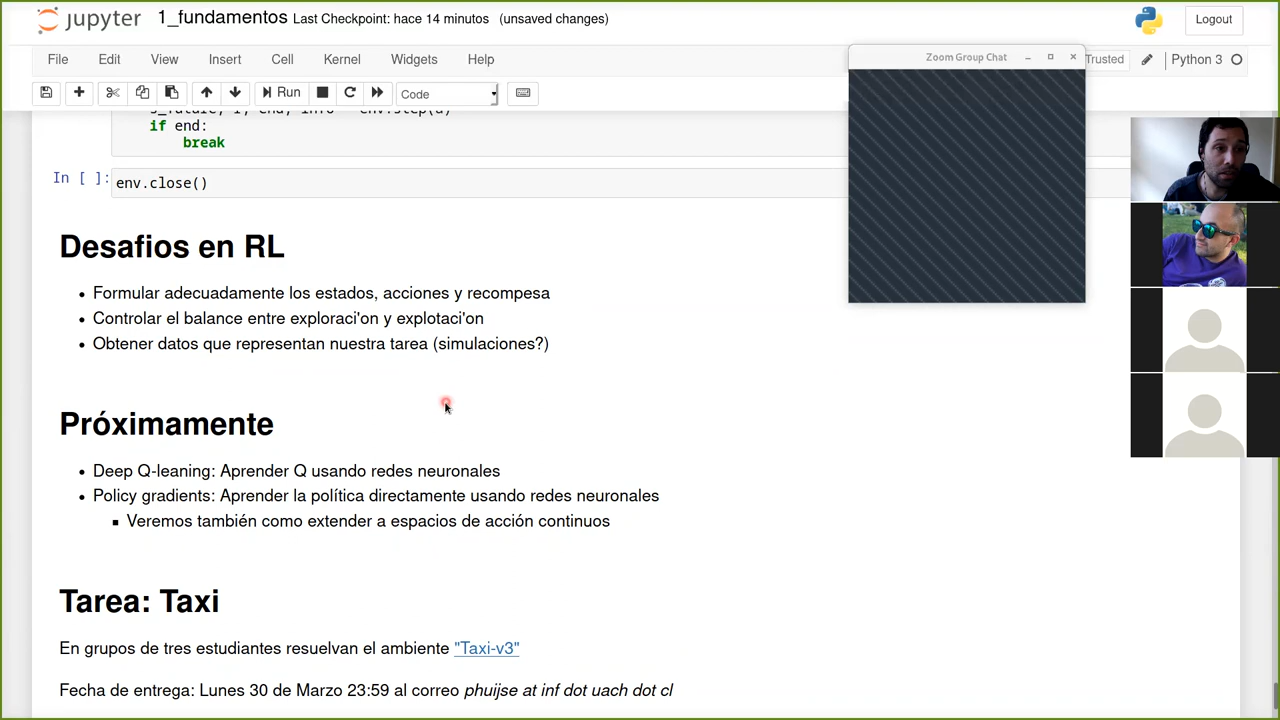 jupyter 1_fundamentos Last Checkpoint: hace 14 minutos (unsaved changes) Logout
File Edit View Insert Cell Kernel Widgets Help Trusted Python 3
Run Code
Zoom Group Chat
if end:
break
In [ ]: env.close()
Desafios en RL
• Formular adecuadamente los estados, acciones y recompesa
• Controlar el balance entre exploraci'on y explotaci'on
• Obtener datos que representan nuestra tarea (simulaciones?)
Próximamente
• Deep Q-leaning: Aprender Q usando redes neuronales
• Policy gradients: Aprender la política directamente usando redes neuronales
▪ Veremos también como extender a espacios de acción continuos
Tarea: Taxi
En grupos de tres estudiantes resuelvan el ambiente "Taxi-v3"
Fecha de entrega: Lunes 30 de Marzo 23:59 al correo phuijse at inf dot uach dot cl